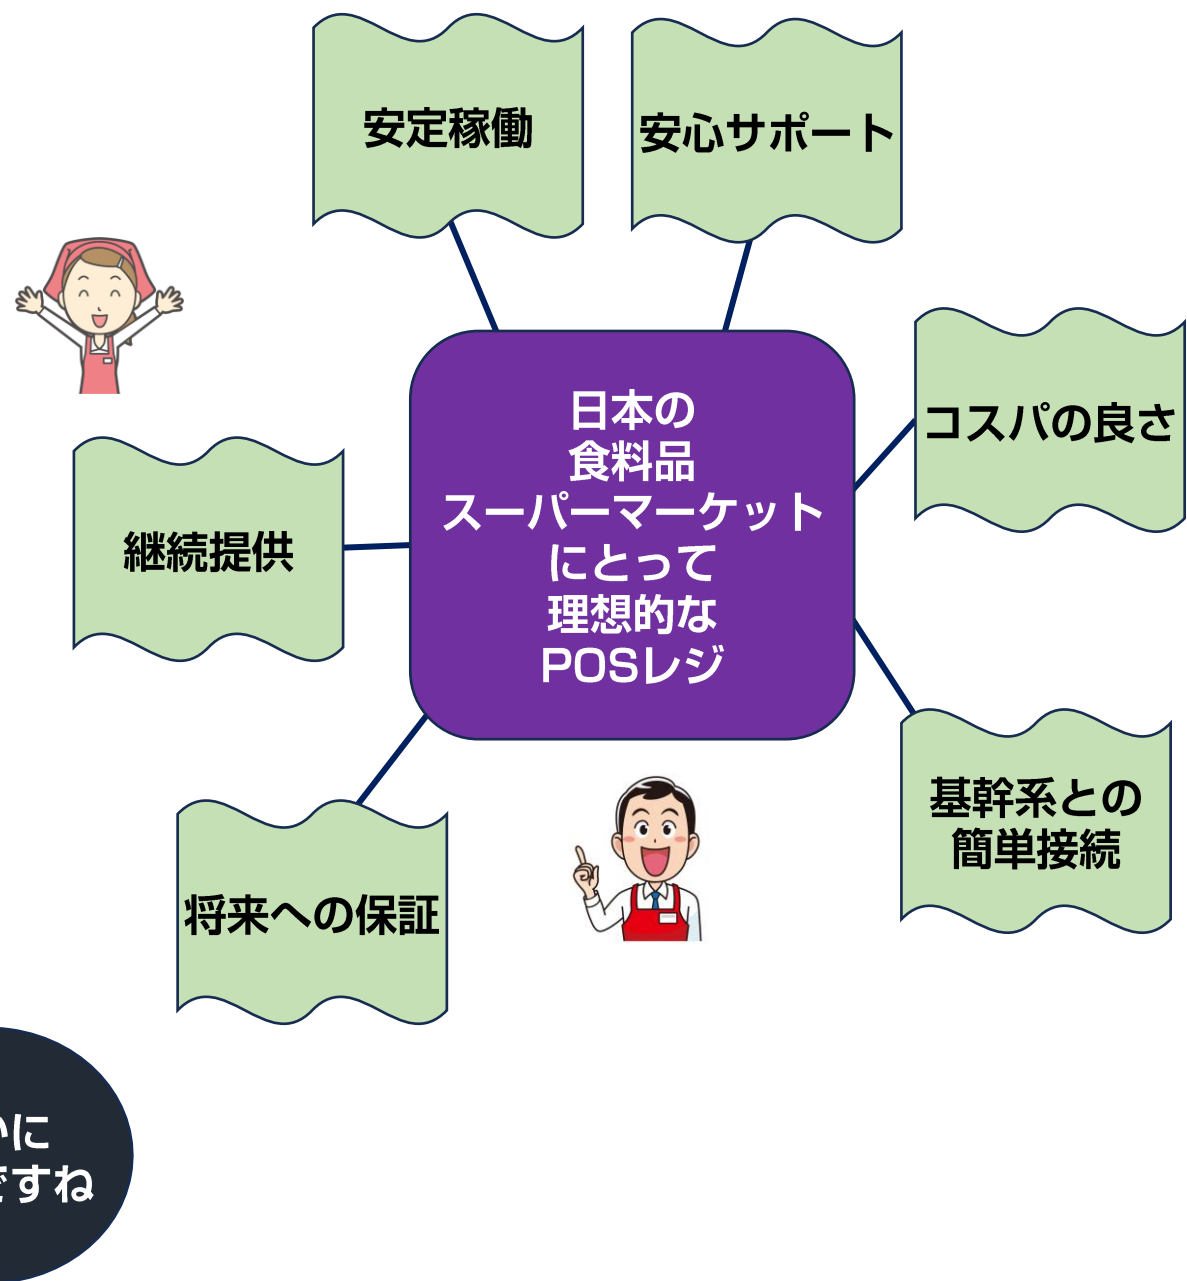 安定稼働
安心サポート
コスパの良さ
日本の
食料品
スーパーマーケット
にとって
理想的な
POSレジ
継続提供
基幹系との
簡単接続
将来への保証
に
ですね